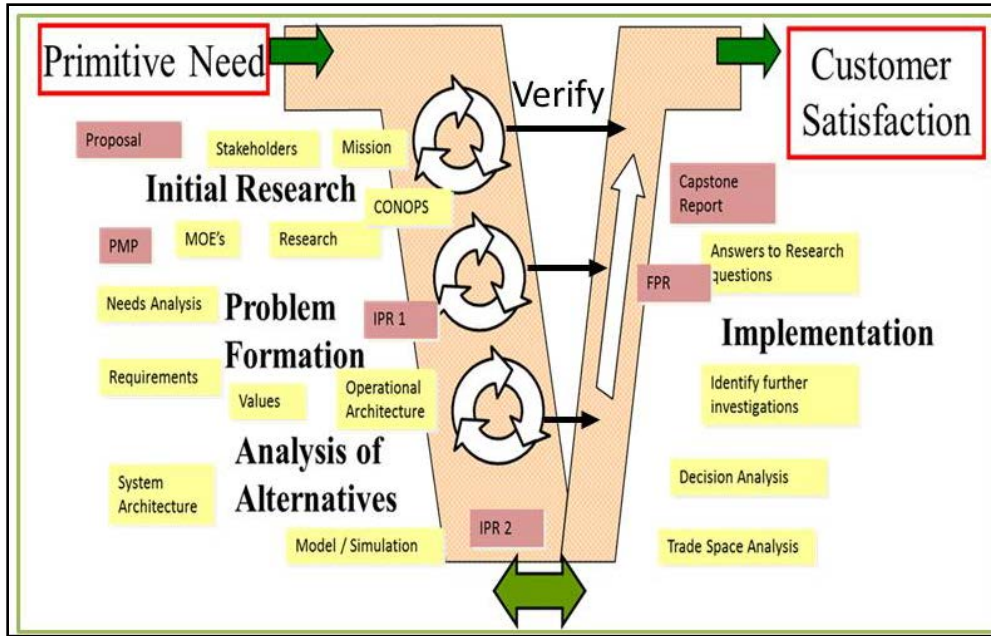 Primitive Need
Verify
Customer
Satisfaction
Proposal
Stakeholders
Mission
Initial Research
CONOPS
PMP
MOE's
Research
Needs Analysis
Problem
Formation
IPR 1
Requirements
Values
Operational
Architecture
Analysis of
Alternatives
System
Architecture
Model / Simulation
IPR 2
Capstone
Report
Answers to Research
questions
FPR
Implementation
Identify further
investigations
Decision Analysis
Trade Space Analysis